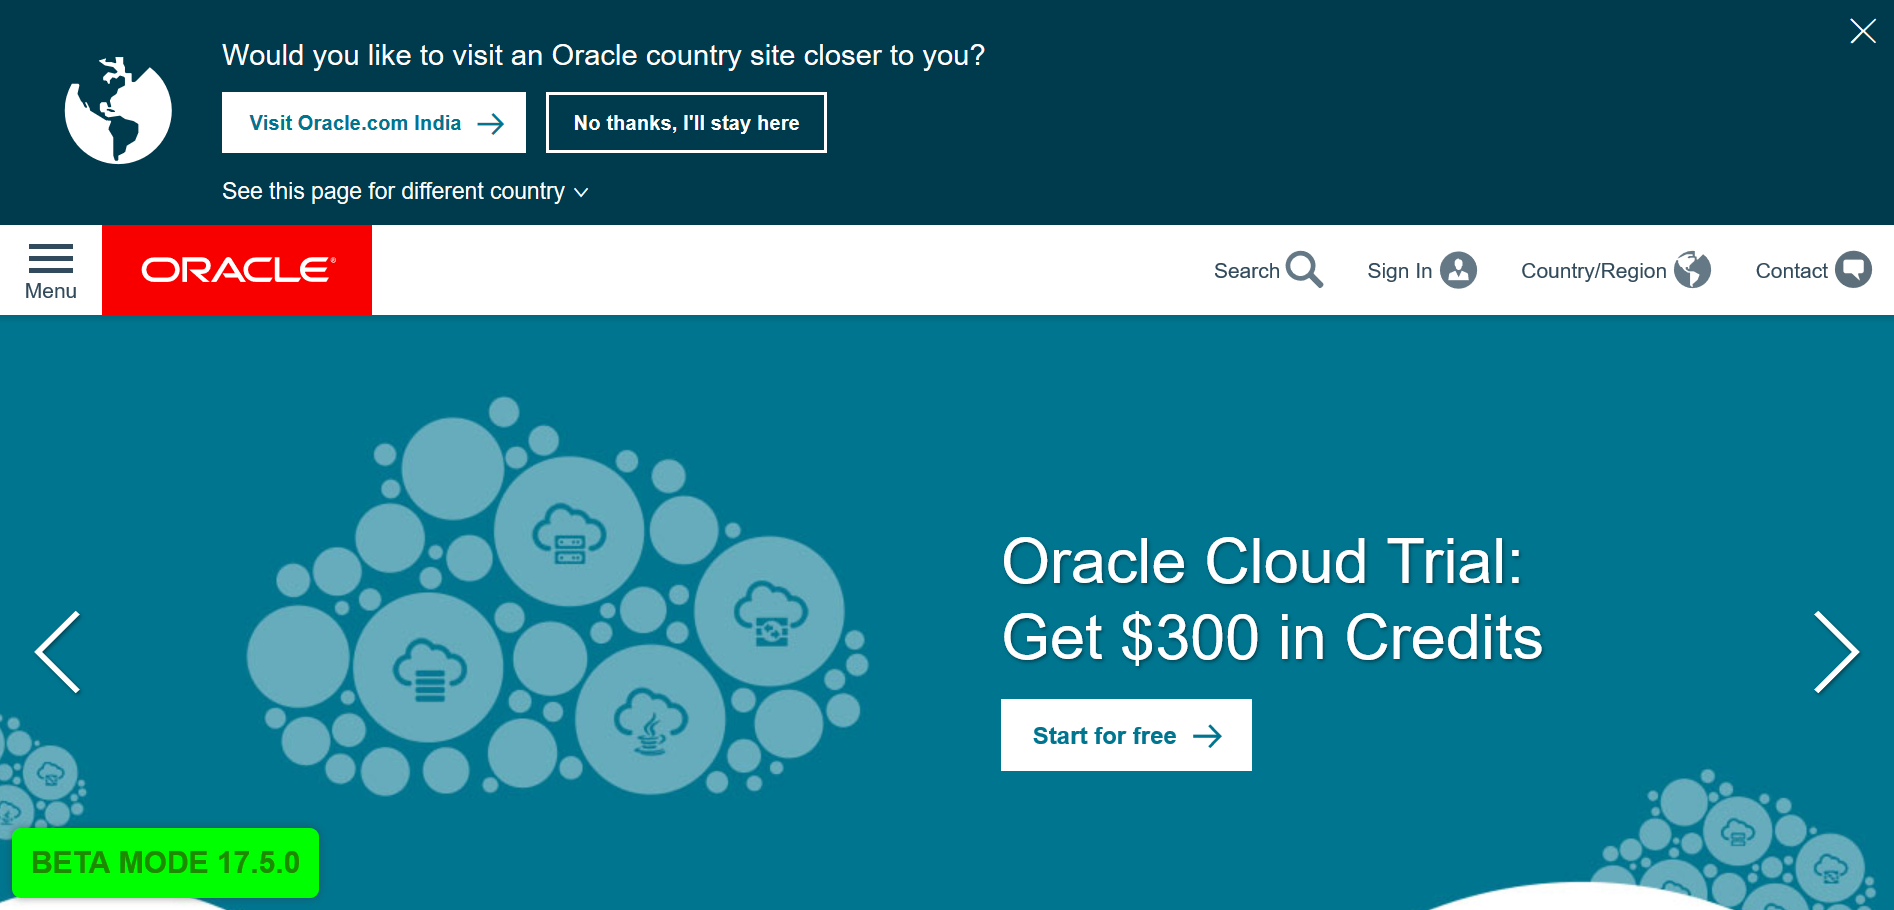 Would you like to visit an Oracle country site closer to you?
Visit Oracle.com India
No thanks, I'll stay here
See this page for different country
Menu
ORACLE®
Search
Sign In
Country/Region
Contact
Oracle Cloud Trial:
Get $300 in Credits
Start for free
BETA MODE 17.5.0